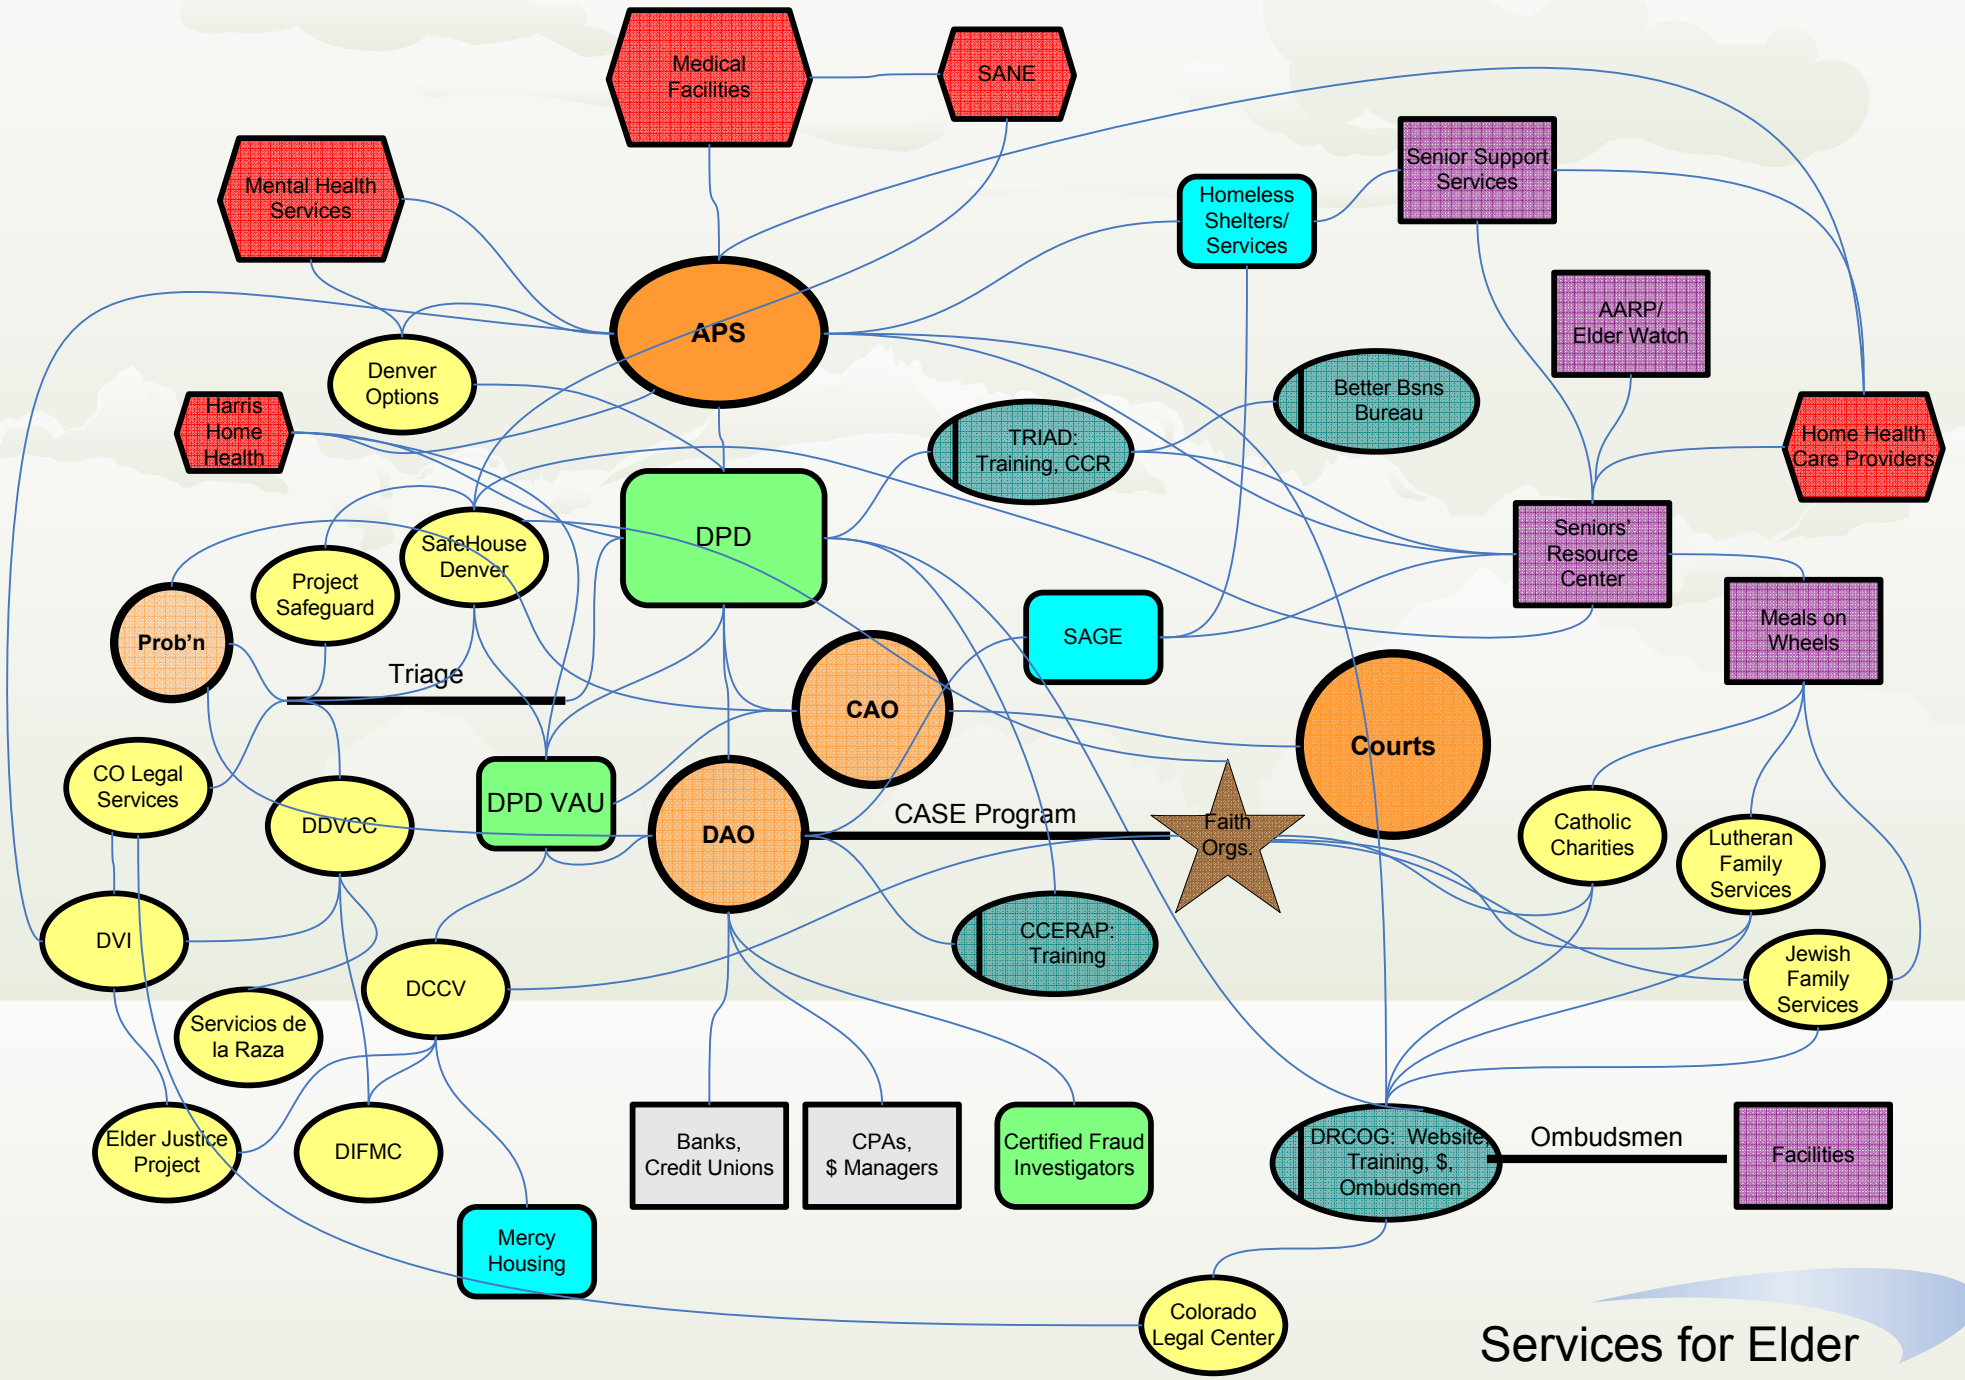 Medical
Facilities
SANE
Mental Health
Services
Senior Support
Services
Homeless
Shelters/
Services
APS
AARP/
Elder Watch
Denver
Options
Better Bsns
Bureau
Harris
Home
Health
TRIAD:
Training, CCR
Home Health
Care Providers
DPD
SafeHouse
Denver
Seniors'
Resource
Center
Project
Safeguard
Prob'n
SAGE
Meals on
Wheels
Triage
CAO
Courts
CO Legal
Services
DPD VAU
DDVCC
DAO
CASE Program
Faith
Orgs.
Catholic
Charities
Lutheran
Family
Services
DVI
CCERAP:
Training
Jewish
Family
Services
DCCV
Servicios de
la Raza
Elder Justice
Project
DIFMC
Banks,
Credit Unions
CPAs,
$ Managers
Certified Fraud
Investigators
DRCOG: Website,
Training, $,
Ombudsmen
Ombudsmen
Facilities
Mercy
Housing
Colorado
Legal Center
Services for Elder